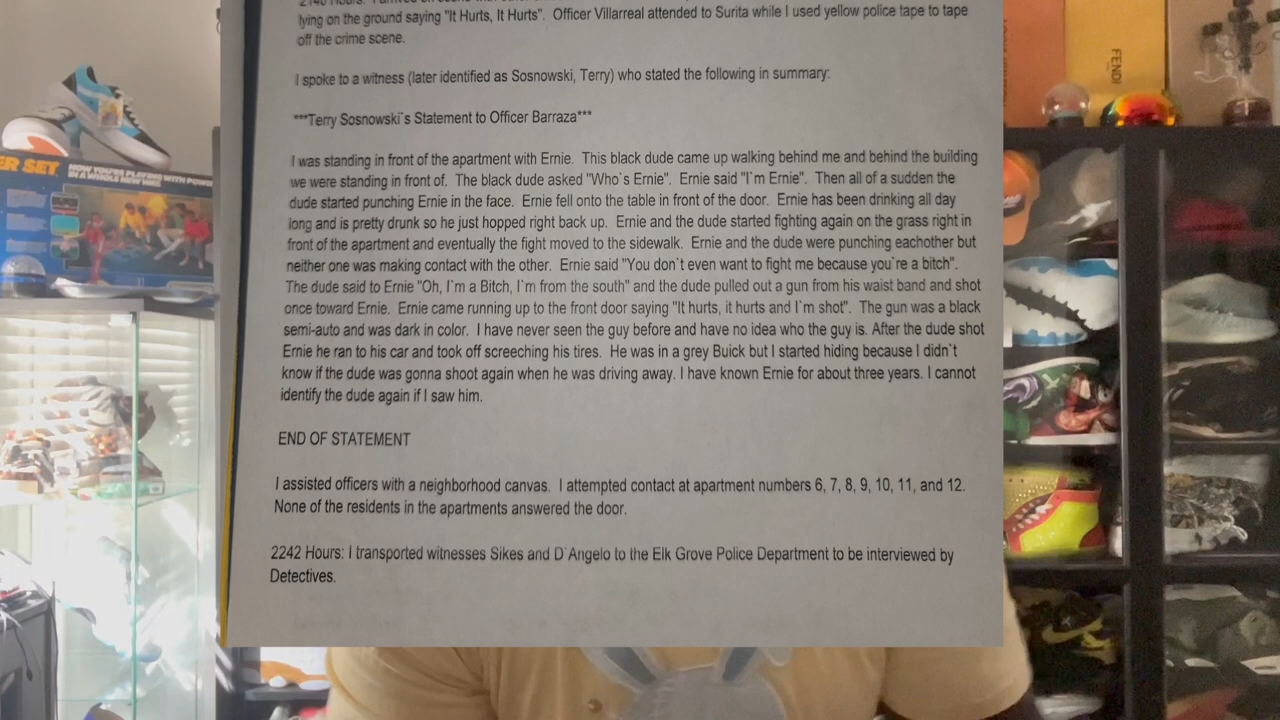 lying on the ground saying "It Hurts, It Hurts". Officer Villarreal attended to Surita while I used yellow police tape to tape
off the crime scene.
I spoke to a witness (later identified as Sosnowski, Terry) who stated the following in summary:
***Terry Sosnowski`s Statement to Officer Barraza***
I was standing in front of the apartment with Ernie. This black dude came up walking behind me and behind the building
we were standing in front of. The black dude asked "Who`s Ernie". Ernie said "I`m Ernie". Then all of a sudden the
dude started punching Ernie in the face. Ernie fell onto the table in front of the door. Ernie has been drinking all day
long and is pretty drunk so he just hopped right back up. Ernie and the dude started fighting again on the grass right in
front of the apartment and eventually the fight moved to the sidewalk. Ernie and the dude were punching eachother but
neither one was making contact with the other. Ernie said "You don`t even want to fight me because you`re a bitch".
The dude said to Ernie "Oh, I`m a Bitch, I`m from the south" and the dude pulled out a gun from his waist band and shot
once toward Ernie. Ernie came running up to the front door saying "It hurts, it hurts and I`m shot". The gun was a black
semi-auto and was dark in color. I have never seen the guy before and have no idea who the guy is. After the dude shot
Ernie he ran to his car and took off screeching his tires. He was in a grey Buick but I started hiding because I didn`t
know if the dude was gonna shoot again when he was driving away. I have known Ernie for about three years. I cannot
identify the dude again if I saw him.
END OF STATEMENT
I assisted officers with a neighborhood canvas. I attempted contact at apartment numbers 6, 7, 8, 9, 10, 11, and 12.
None of the residents in the apartments answered the door.
2242 Hours: I transported witnesses Sikes and D`Angelo to the Elk Grove Police Department to be interviewed by
Detectives.
FENDI
ER SET
NOW YOU'RE PLAYING WITH POWER
IN A WHOLE NEW WAY.